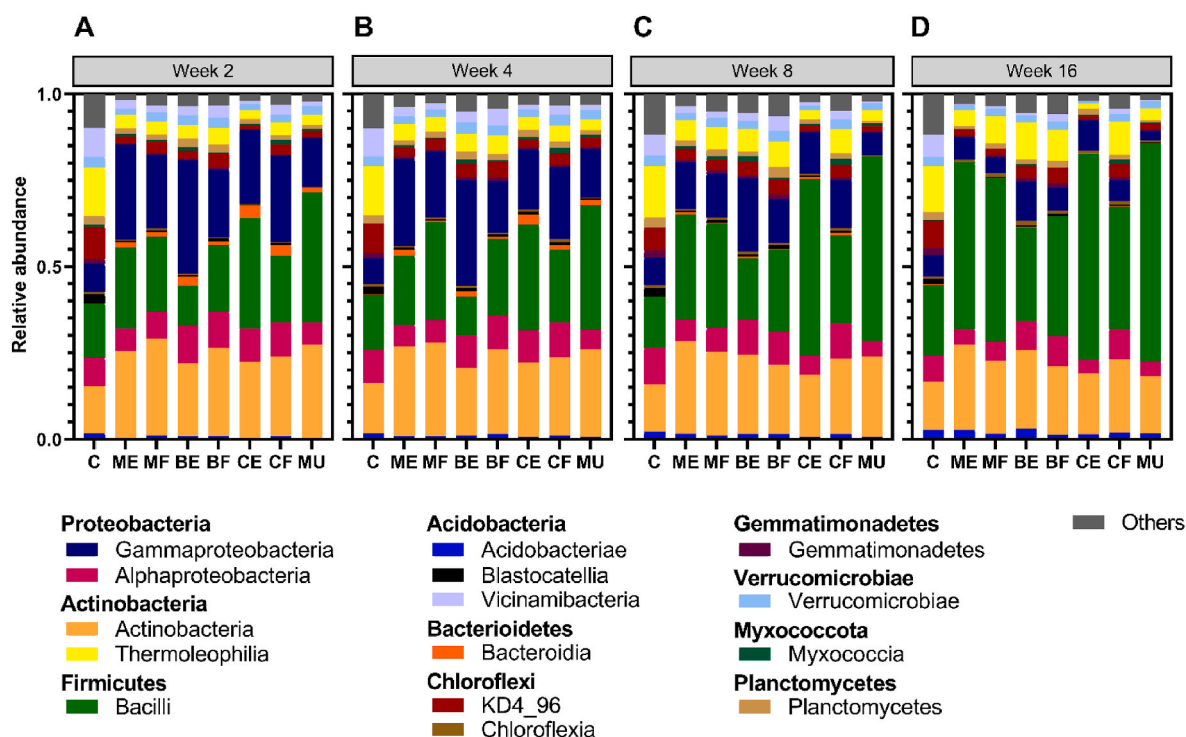 A B C D
Week 2 Week 4 Week 8 Week 16
Relative abundance
1.0
0.5
0.0
C ME MF BE BF CE CF MU C ME MF BE BF CE CF MU C ME MF BE BF CE CF MU C ME MF BE BF CE CF MU
Proteobacteria
Gammaproteobacteria
Alphaproteobacteria
Actinobacteria
Actinobacteria
Thermoleophilia
Firmicutes
Bacilli
Acidobacteria
Acidobacteriae
Blastocatellia
Vicinamibacteria
Bacterioidetes
Bacteroidia
Chloroflexi
KD4_96
Chloroflexia
Gemmatimonadetes
Gemmatimonadetes
Verrucomicrobiae
Verrucomicrobiae
Myxococcota
Myxococcia
Planctomycetes
Planctomycetes
Others